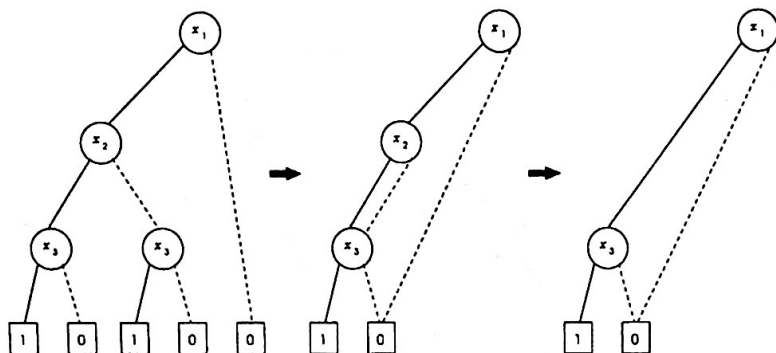 x₁ x₁ x₁
x₂ x₂
x₃ x₃ x₃ x₃
1 0 1 0 0 1 0 1 0